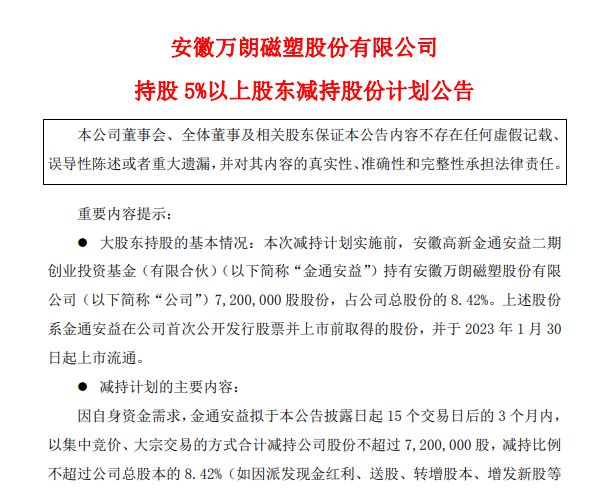 安徽万朗磁塑股份有限公司
持股 5%以上股东减持股份计划公告
本公司董事会、全体董事及相关股东保证本公告内容不存在任何虚假记载、
误导性陈述或者重大遗漏，并对其内容的真实性、准确性和完整性承担法律责任。
重要内容提示：
● 大股东持股的基本情况：本次减持计划实施前，安徽高新金通安益二期
创业投资基金（有限合伙）（以下简称“金通安益”）持有安徽万朗磁塑股份有限
公司（以下简称“公司”）7,200,000 股股份，占公司总股份的 8.42%。上述股份
系金通安益在公司首次公开发行股票并上市前取得的股份，并于 2023 年 1 月 30
日起上市流通。
● 减持计划的主要内容：
因自身资金需求，金通安益拟于本公告披露日起 15 个交易日后的 3 个月内，
以集中竞价、大宗交易的方式合计减持公司股份不超过 7,200,000 股，减持比例
不超过公司总股本的 8.42%（如因派发现金红利、送股、转增股本、增发新股等